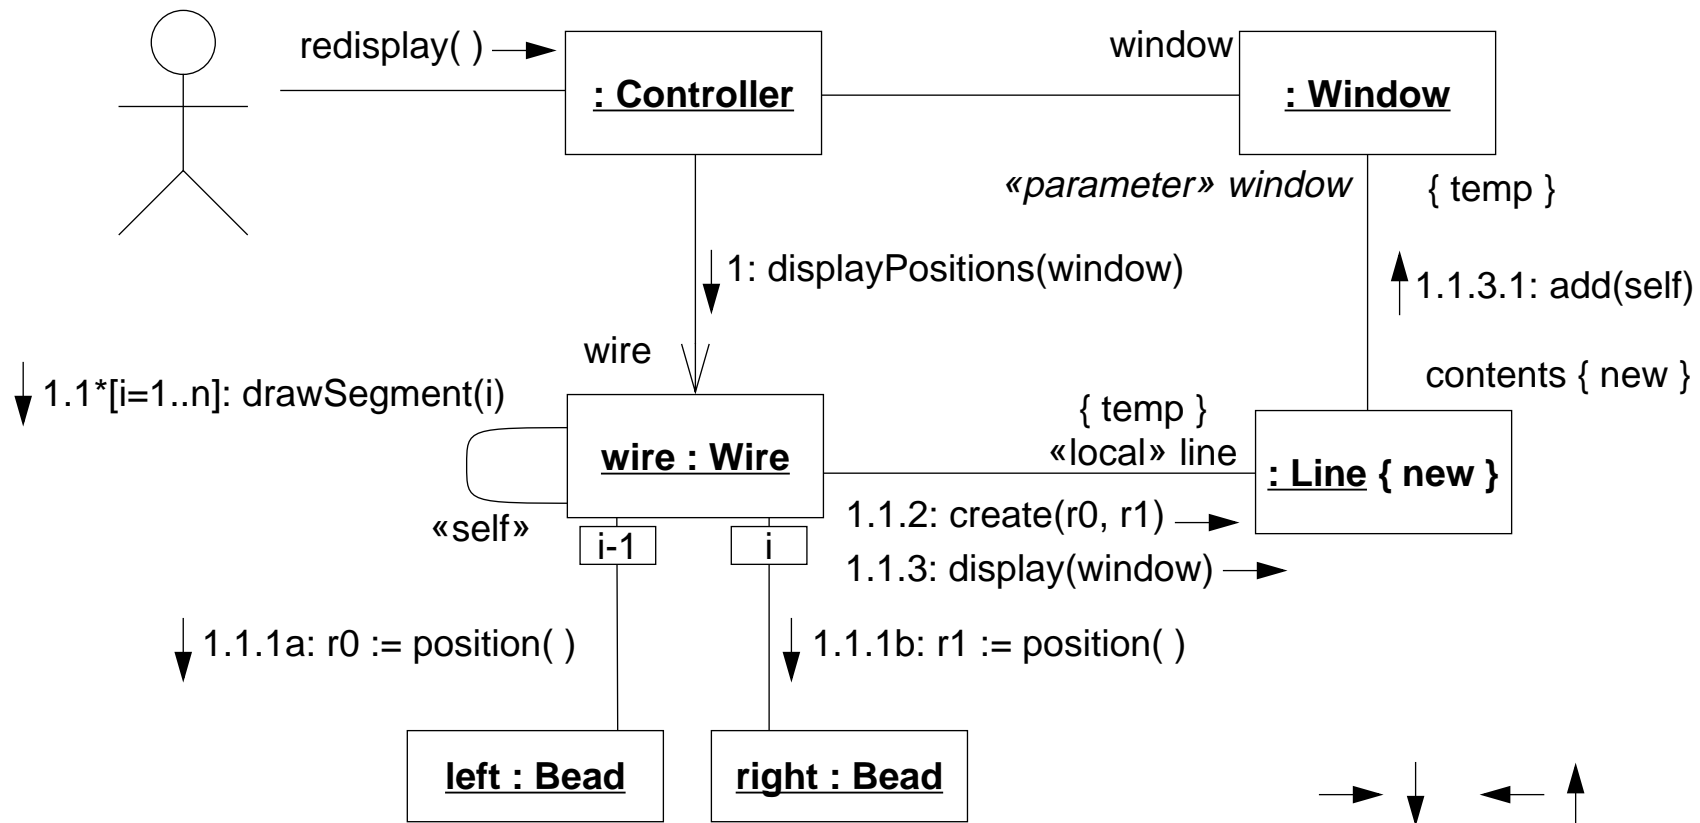 redisplay( )
window
: Controller
: Window
«parameter» window
{ temp }
1: displayPositions(window)
1.1.3.1: add(self)
wire
1.1*[i=1..n]: drawSegment(i)
contents { new }
{ temp }
«local» line
wire : Wire
: Line { new }
«self»
1.1.2: create(r0, r1)
i-1
i
1.1.3: display(window)
1.1.1a: r0 := position( )
1.1.1b: r1 := position( )
left : Bead
right : Bead